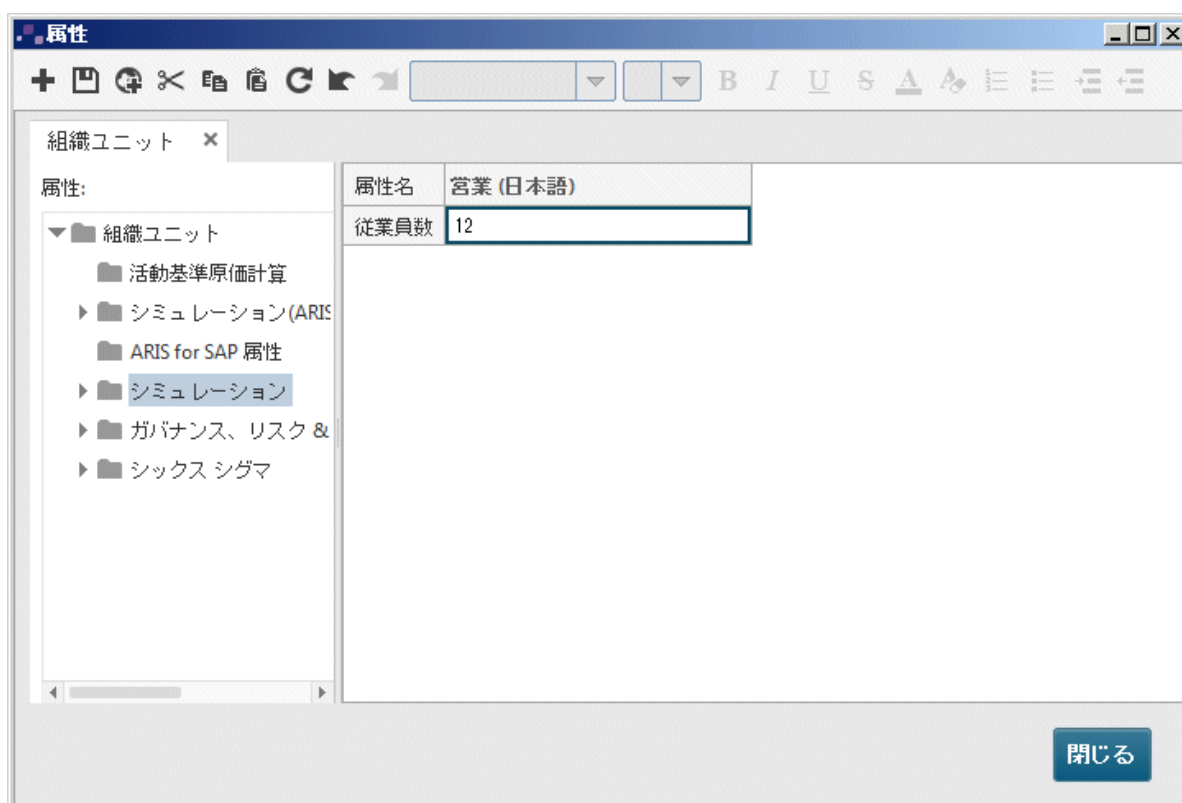 属性
B I U S A
組織ユニット
属性:
組織ユニット
活動基準原価計算
シミュレーション(ARIS
ARIS for SAP 属性
シミュレーション
ガバナンス、リスク &
シックス シグマ
属性名 営業 (日本語)
従業員数 12
閉じる